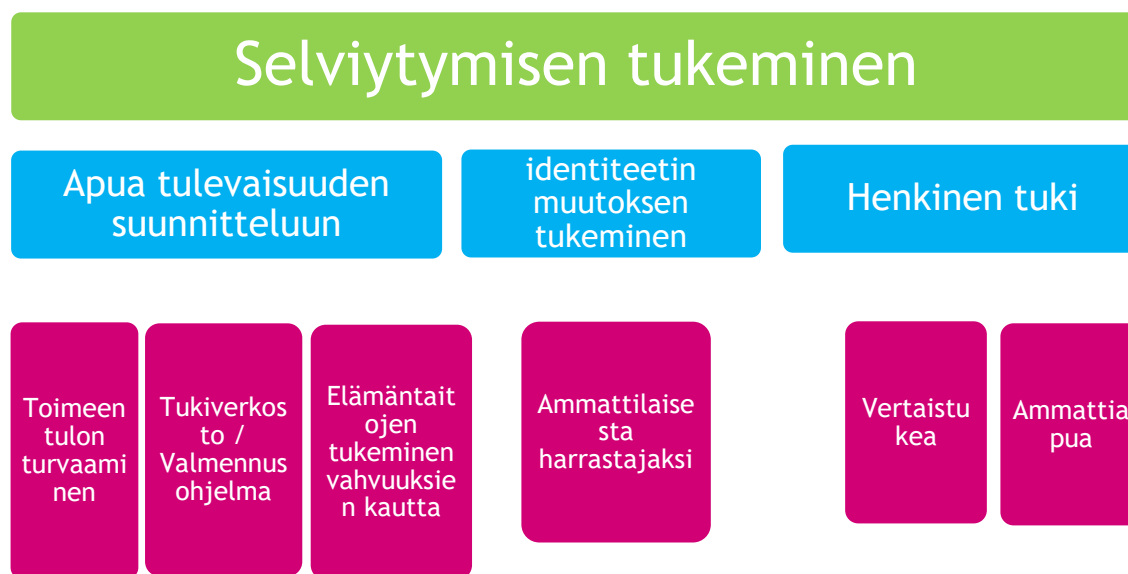 Selviytymisen tukeminen
Apua tulevaisuuden
suunnitteluun
identiteetin
muutoksen
tukeminen
Henkinen tuki
Toimeen
tulon
turvaami
nen
Tukiverkos
to /
Valmennus
ohjelma
Elämäntait
ojen
tukeminen
vahvuuksie
n kautta
Ammattilaise
sta
harrastajaksi
Vertaistu
kea
Ammattia
pua